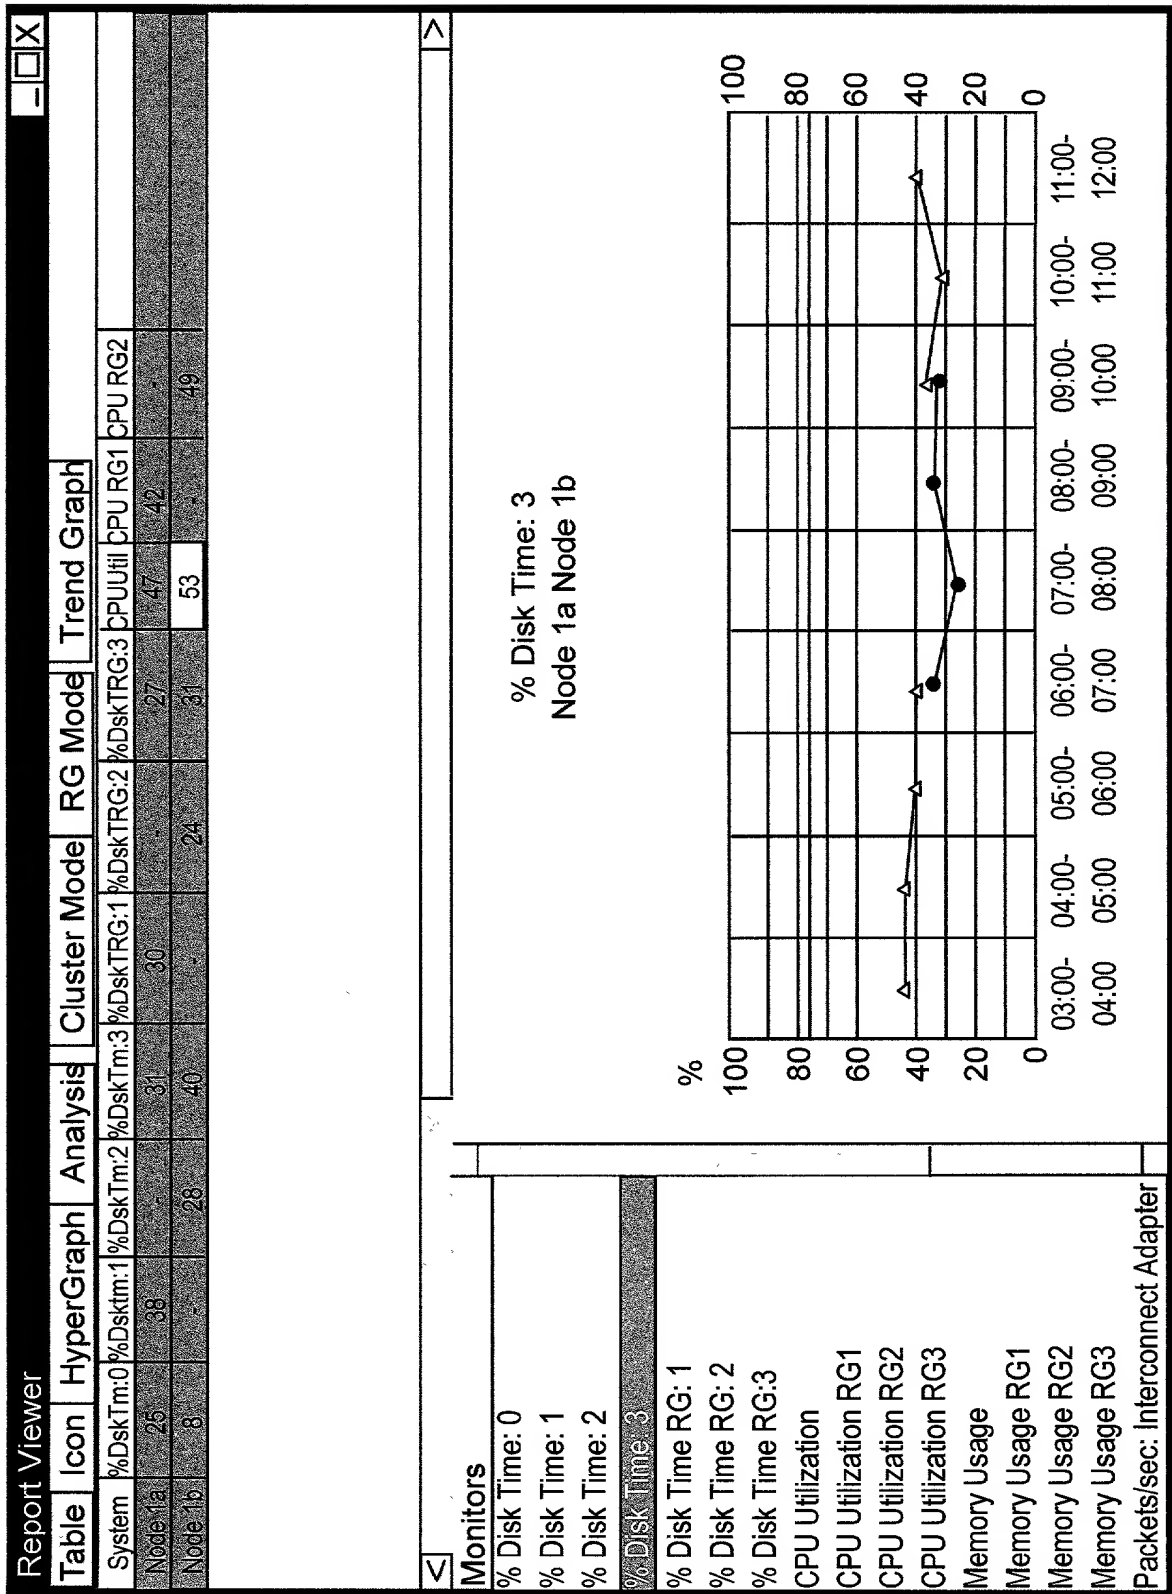 Report Viewer _ □ X
Table Icon HyperGraph Analysis Cluster Mode RG Mode Trend Graph
System %DskTm:0 %Dsktm:1 %DskTm:2 %DskTm:3 %DskTRG:1 %DskTRG:2 %DskTRG:3 CPUUtil CPU RG1 CPU RG2
Node 1a 25 38 - 31 30 - 27 47 42 -
Node 1b 8 - 28 40 - 24 31 53 - 49
< >
Monitors
% Disk Time: 0
% Disk Time: 1
% Disk Time: 2
% Disk Time: 3
% Disk Time RG: 1
% Disk Time RG: 2
% Disk Time RG:3
CPU Utilization
CPU Utilization RG1
CPU Utilization RG2
CPU Utilization RG3
Memory Usage
Memory Usage RG1
Memory Usage RG2
Memory Usage RG3
Packets/sec: Interconnect Adapter
% Disk Time: 3
Node 1a Node 1b
%
100 100
80 80
60 60
40 40
20 20
0 0
03:00- 04:00- 05:00- 06:00- 07:00- 08:00- 09:00- 10:00- 11:00-
04:00 05:00 06:00 07:00 08:00 09:00 10:00 11:00 12:00